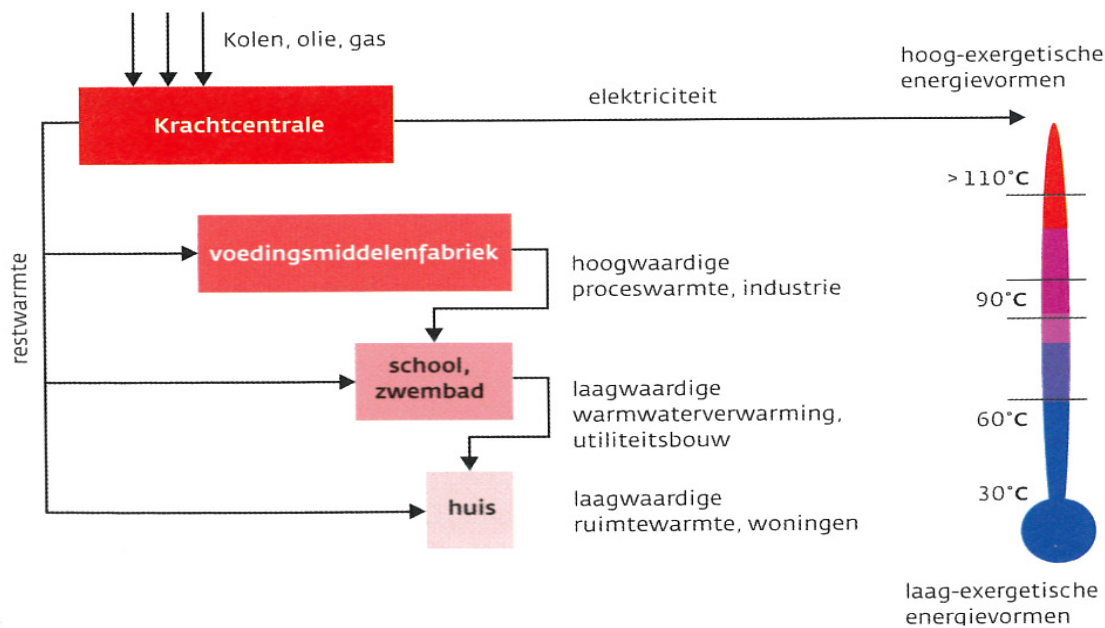 Kolen, olie, gas
Krachtcentrale
elektriciteit
hoog-exergetische
energievormen
> 110°C
restwarmte
voedingsmiddelenfabriek
hoogwaardige
proceswarmte, industrie
90°C
school,
zwembad
laagwaardige
warmwaterverwarming,
utiliteitsbouw
60°C
huis
laagwaardige
ruimtewarmte, woningen
30°C
laag-exergetische
energievormen